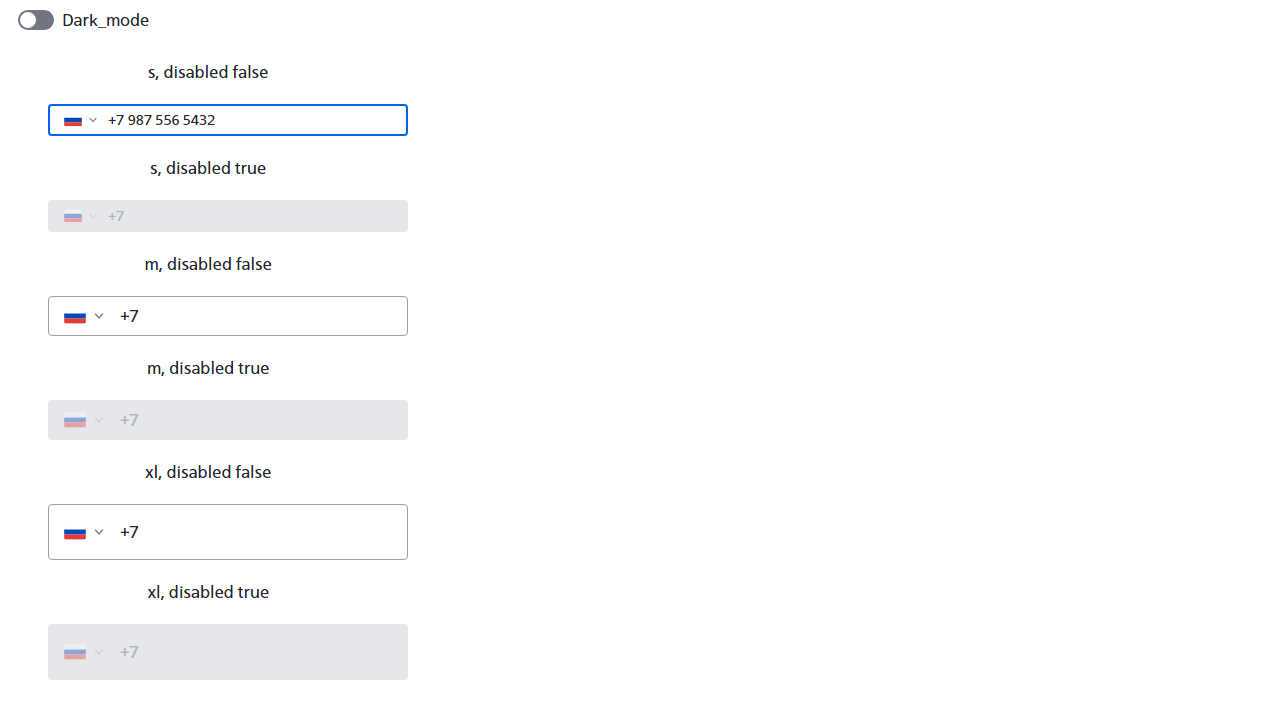 Dark_mode
s, disabled false
+7 987 556 5432
s, disabled true
+7
m, disabled false
+7
m, disabled true
+7
xl, disabled false
+7
xl, disabled true
+7